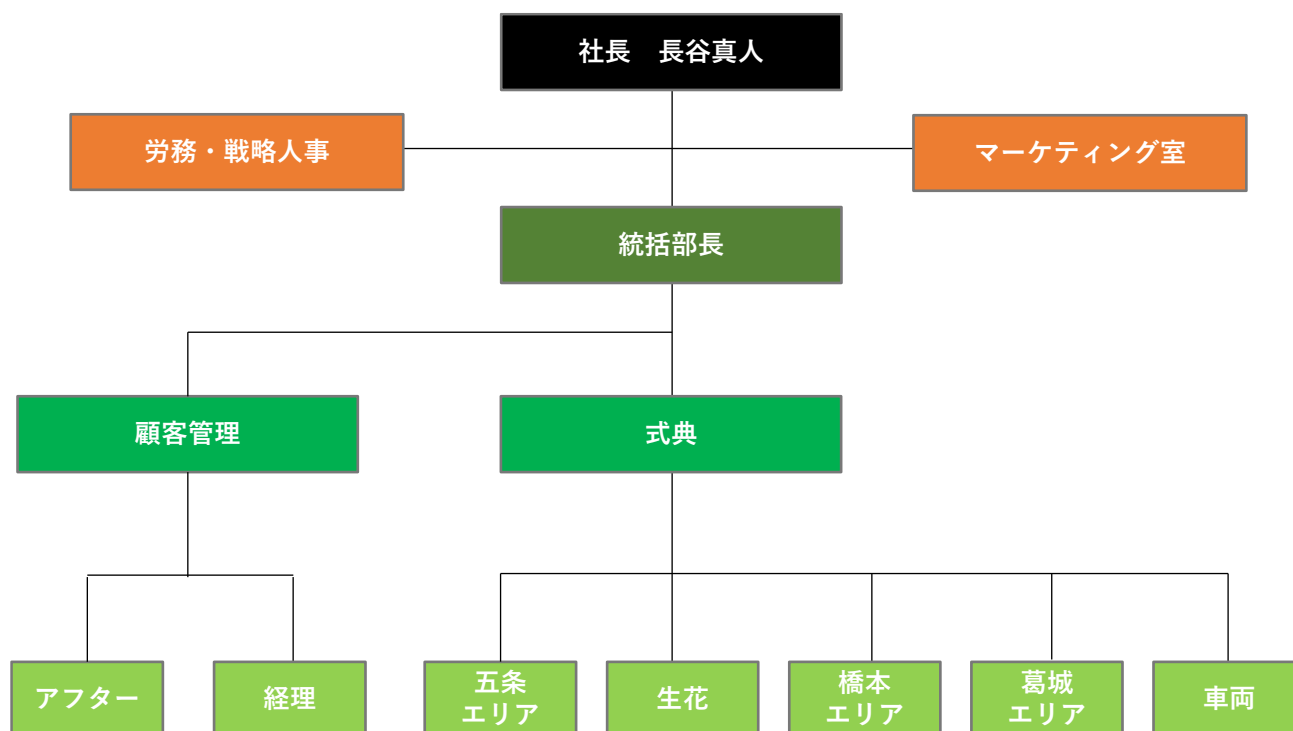 社長　長谷真人
労務・戦略人事
マーケティング室
統括部長
顧客管理
式典
アフター
経理
五条
エリア
生花
橋本
エリア
葛城
エリア
車両